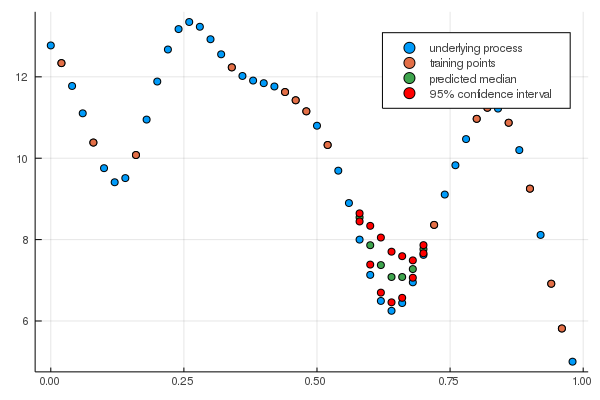 underlying process
training points
predicted median
95% confidence interval
12
10
8
6
0.00 0.25 0.50 0.75 1.00